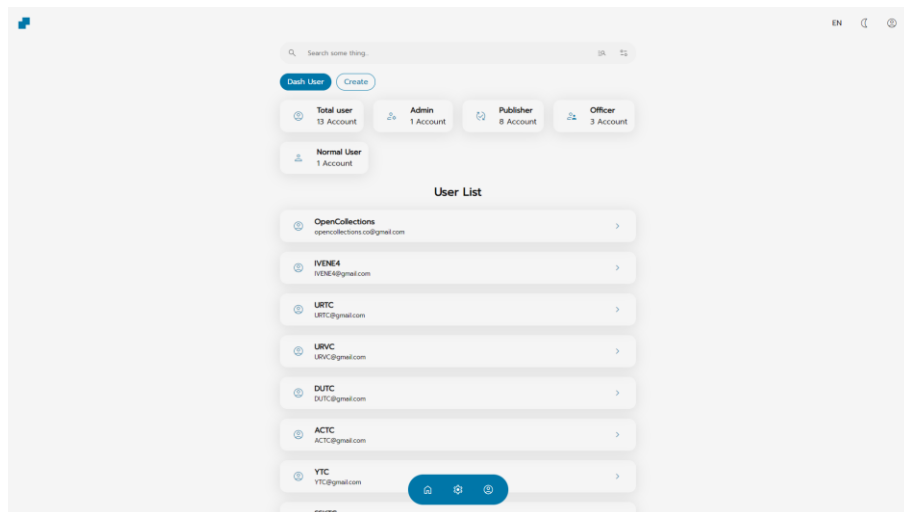 EN
Search some thing..
Dash User Create
Total user
13 Account
Admin
1 Account
Publisher
8 Account
Officer
3 Account
Normal User
1 Account
User List
OpenCollections
opencollections.co@gmail.com
IVENE4
IVENE4@gmail.com
URTC
URTC@gmail.com
URVC
URVC@gmail.com
DUTC
DUTC@gmail.com
ACTC
ACTC@gmail.com
YTC
YTC@gmail.com